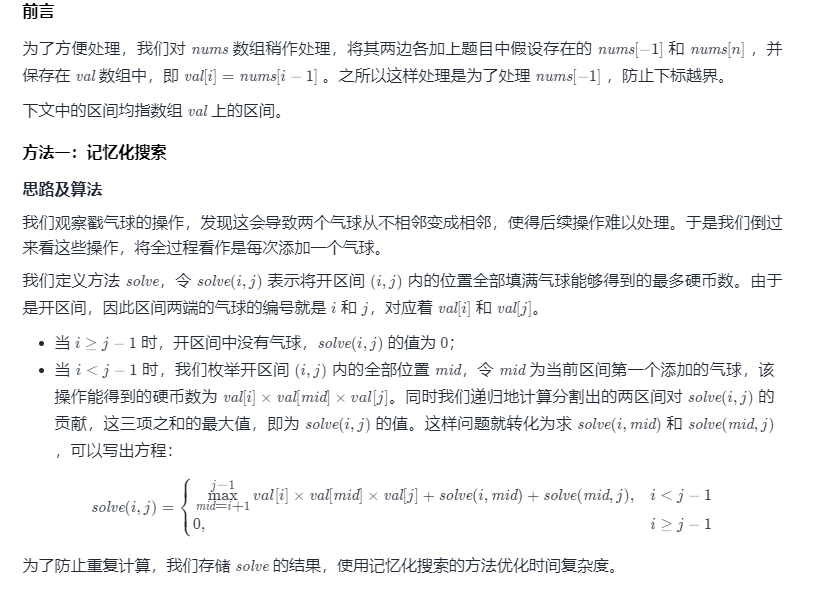 前言
为了方便处理，我们对 nums 数组稍作处理，将其两边各加上题目中假设存在的 nums[−1] 和 nums[n] ，并
保存在 val 数组中，即 val[i] = nums[i − 1] 。之所以这样处理是为了处理 nums[−1] ，防止下标越界。
下文中的区间均指数组 val 上的区间。
方法一：记忆化搜索
思路及算法
我们观察戳气球的操作，发现这会导致两个气球从不相邻变成相邻，使得后续操作难以处理。于是我们倒过
来看这些操作，将全过程看作是每次添加一个气球。
我们定义方法 solve，令 solve(i, j) 表示将开区间 (i, j) 内的位置全部填满气球能够得到的最多硬币数。由于
是开区间，因此区间两端的气球的编号就是 i 和 j，对应着 val[i] 和 val[j]。
• 当 i ≥ j − 1 时，开区间中没有气球，solve(i, j) 的值为 0；
• 当 i < j − 1 时，我们枚举开区间 (i, j) 内的全部位置 mid，令 mid 为当前区间第一个添加的气球，该
操作能得到的硬币数为 val[i] × val[mid] × val[j]。同时我们递归地计算分割出的两区间对 solve(i, j) 的
贡献，这三项之和的最大值，即为 solve(i, j) 的值。这样问题就转化为求 solve(i, mid) 和 solve(mid, j)
，可以写出方程：
solve(i, j) = { max_{mid=i+1}^{j−1} val[i] × val[mid] × val[j] + solve(i, mid) + solve(mid, j), i < j − 1
0, i ≥ j − 1
为了防止重复计算，我们存储 solve 的结果，使用记忆化搜索的方法优化时间复杂度。